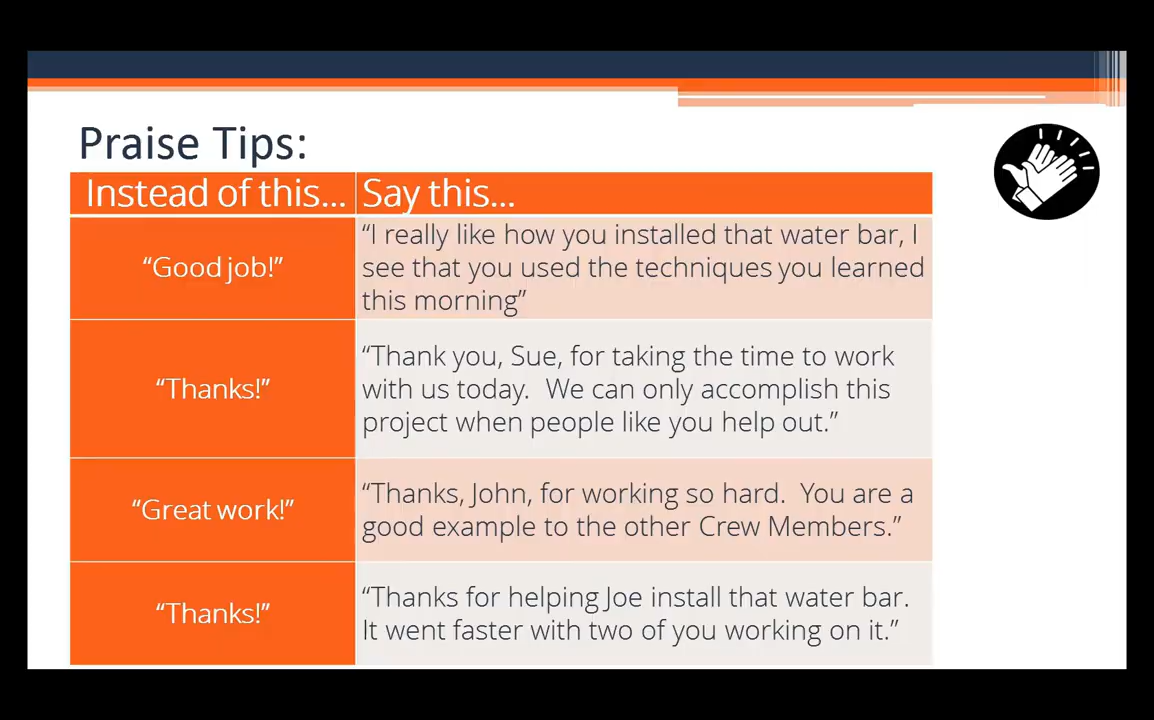 Praise Tips:
Instead of this... Say this...
“Good job!”
“I really like how you installed that water bar, I
see that you used the techniques you learned
this morning”
“Thanks!”
“Thank you, Sue, for taking the time to work
with us today.  We can only accomplish this
project when people like you help out.”
“Great work!”
“Thanks, John, for working so hard.  You are a
good example to the other Crew Members.”
“Thanks!”
“Thanks for helping Joe install that water bar.
It went faster with two of you working on it.”